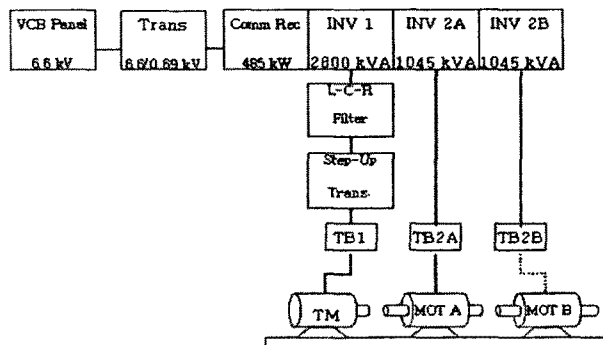 VCB Panel
6.6 kV
Trans
6.6/0.69 kV
Comm Rec
485 kW
INV 1
2800 kVA
INV 2A
1045 kVA
INV 2B
1045 kVA
L-C-R
Filter
Step-Up
Trans.
TB1
TB2A
TB2B
TM
MOT A
MOT B